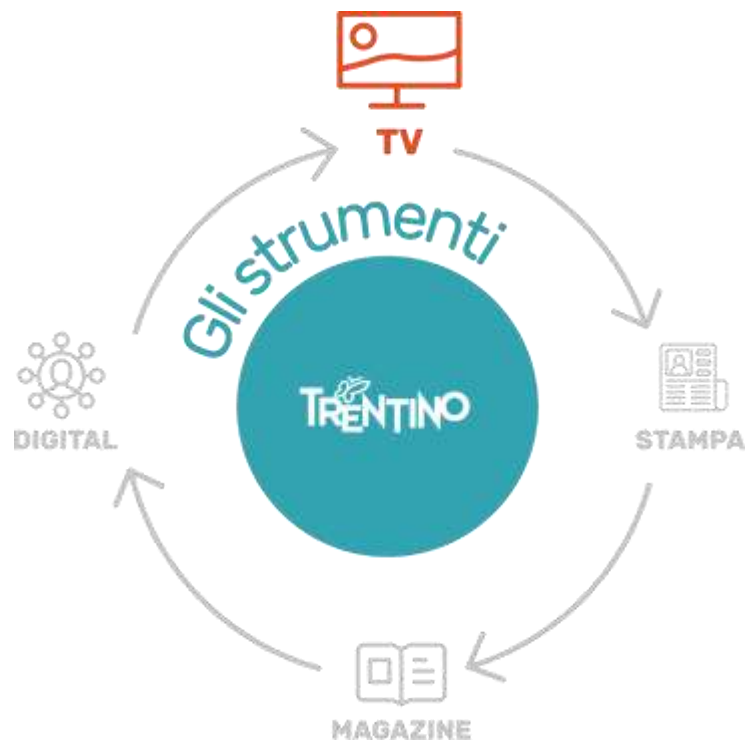 TV
Gli strumenti
TRENTINO
DIGITAL
STAMPA
MAGAZINE